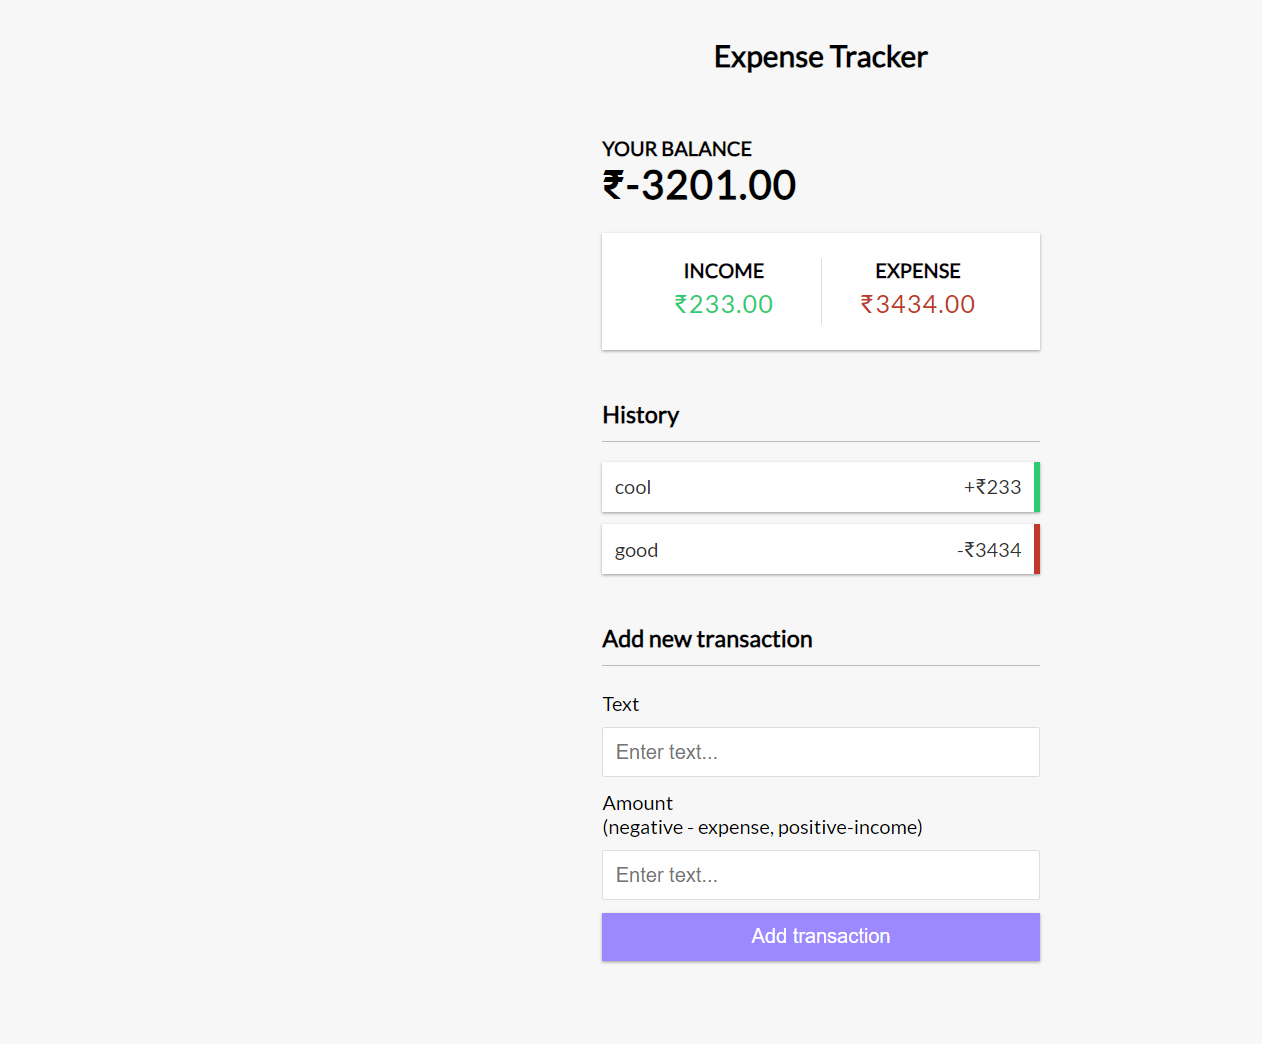 Expense Tracker
YOUR BALANCE
₹-3201.00
INCOME
EXPENSE
₹233.00
₹3434.00
History
cool +₹233
good -₹3434
Add new transaction
Text
Enter text...
Amount
(negative - expense, positive-income)
Enter text...
Add transaction